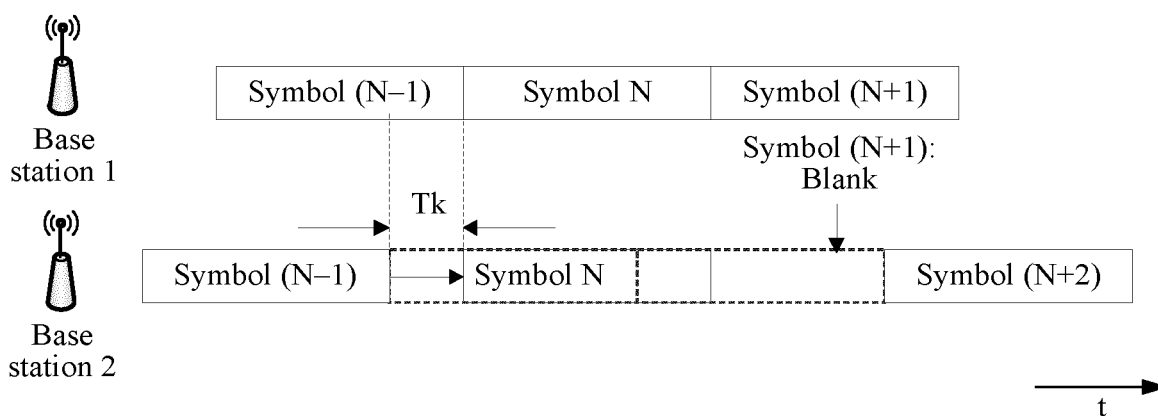 Symbol (N–1) Symbol N Symbol (N+1)
Base
station 1
Symbol (N+1):
Blank
Tk
Symbol (N–1) Symbol N Symbol (N+2)
Base
station 2
t